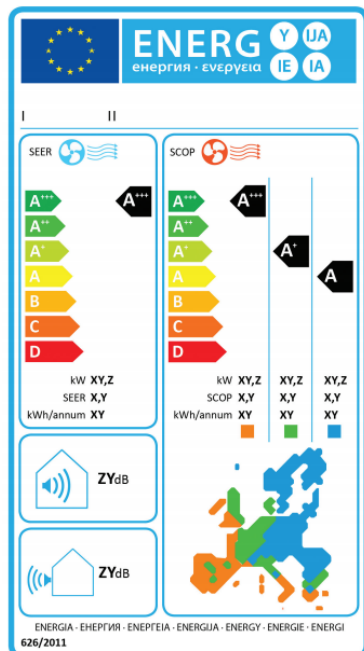 ENERG Y IJA IE IA
енергия · ενεργεια
I II
SEER
A+++ A+++
A++
A+
A
B
C
D
kW XY,Z
SEER X,Y
kWh/annum XY
SCOP
A+++ A+++
A++
A+ A+
A A
B
C
D
kW XY,Z XY,Z XY,Z
SCOP X,Y X,Y X,Y
kWh/annum XY XY XY
ZYdB
ZYdB
ENERGIA · ЕНЕРГИЯ · ΕΝΕΡΓΕΙΑ · ENERGIJA · ENERGY · ENERGIE · ENERGI
626/2011